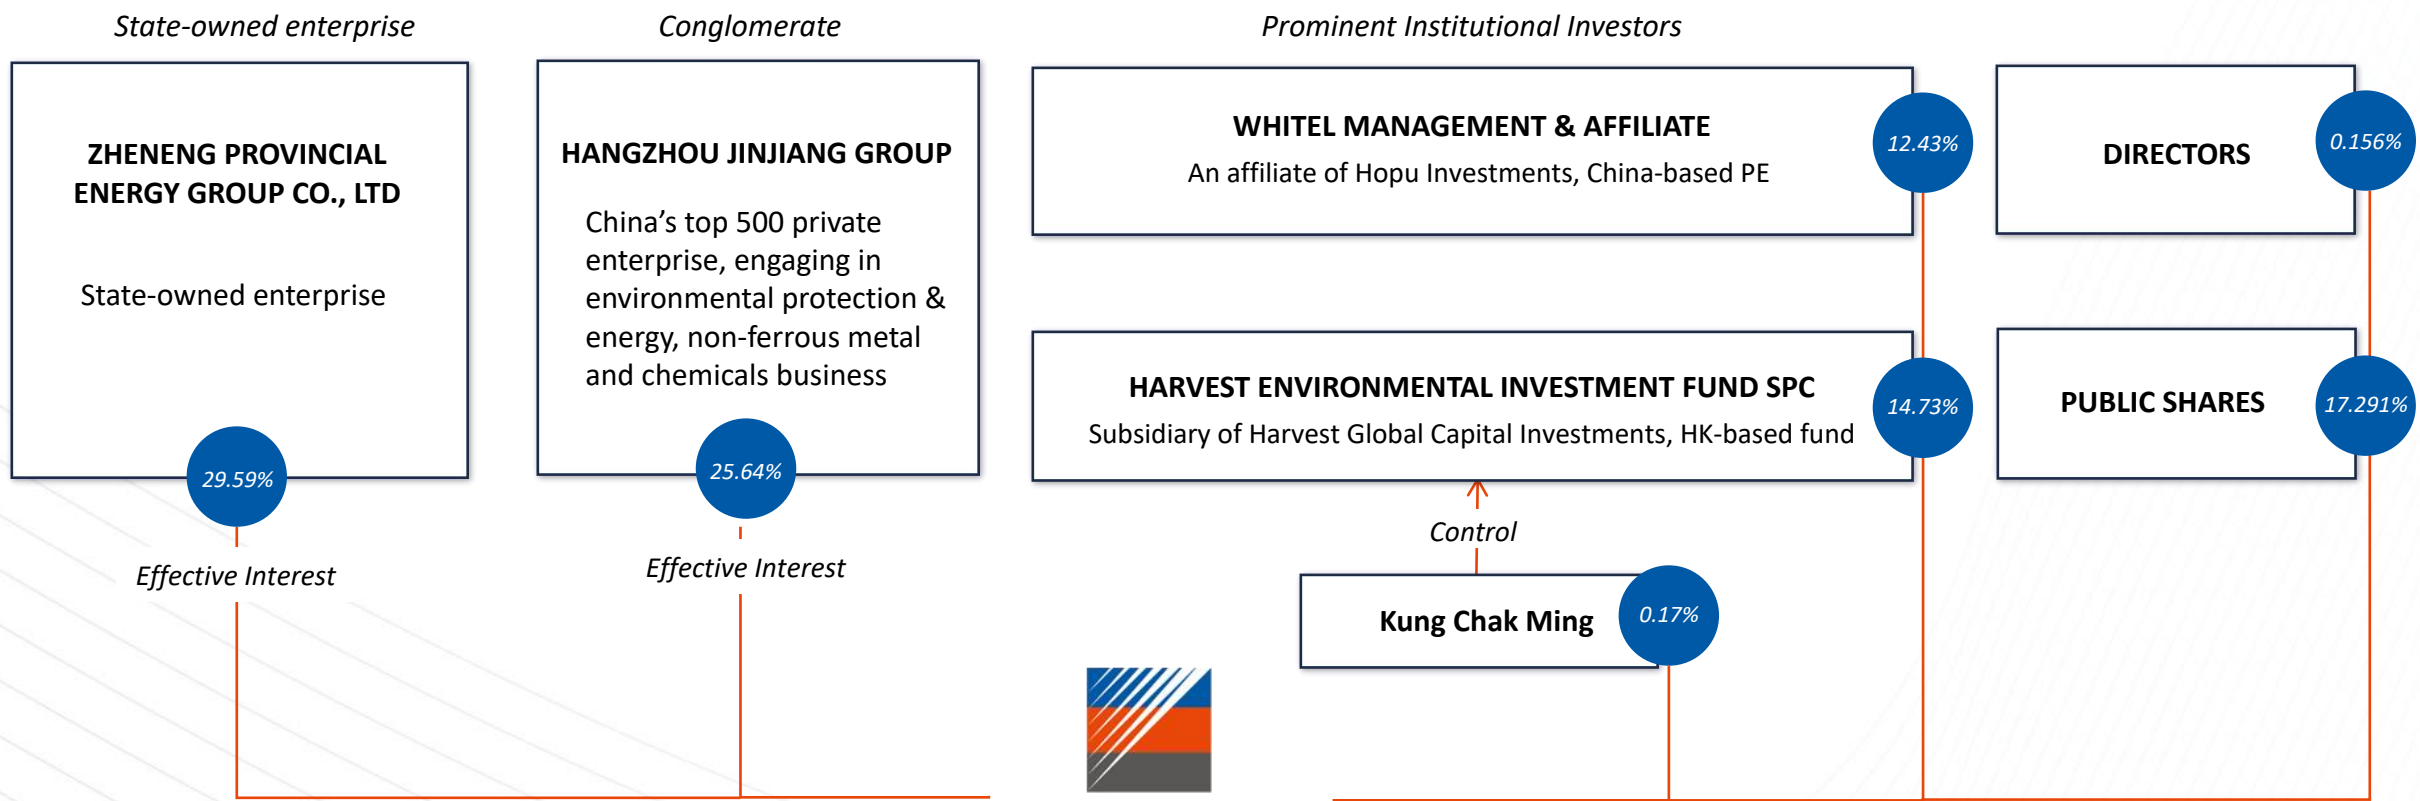 State-owned enterprise
Conglomerate
Prominent Institutional Investors
ZHENENG PROVINCIAL
ENERGY GROUP CO., LTD
State-owned enterprise
29.59%
Effective Interest
HANGZHOU JINJIANG GROUP
China’s top 500 private
enterprise, engaging in
environmental protection &
energy, non-ferrous metal
and chemicals business
25.64%
Effective Interest
WHITEL MANAGEMENT & AFFILIATE
An affiliate of Hopu Investments, China-based PE
12.43%
DIRECTORS
0.156%
HARVEST ENVIRONMENTAL INVESTMENT FUND SPC
Subsidiary of Harvest Global Capital Investments, HK-based fund
14.73%
PUBLIC SHARES
17.291%
Control
Kung Chak Ming
0.17%